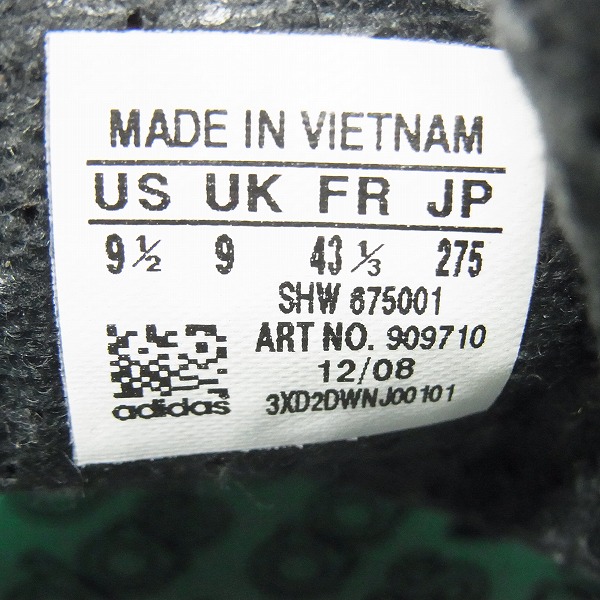 MADE IN VIETNAM
US UK FR JP
9 ½ 9 43 ⅓ 275
SHW 675001
ART NO. 909710
12/08
adidas 3XD2DWNJ00101